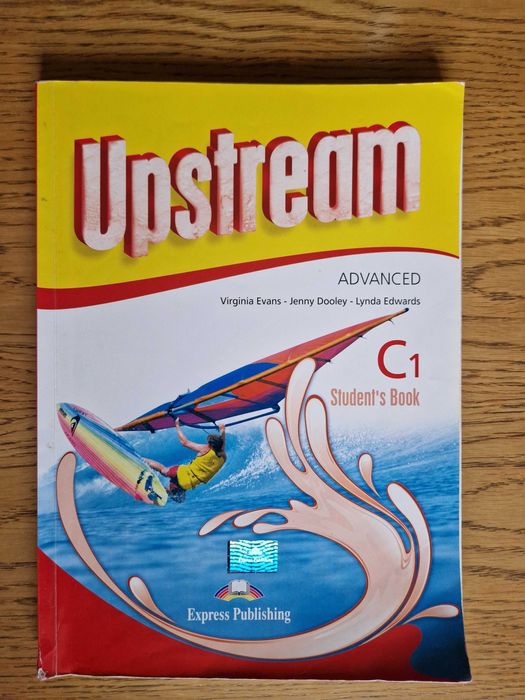 Upstream
ADVANCED
Virginia Evans - Jenny Dooley - Lynda Edwards
C1
Student's Book
Express Publishing